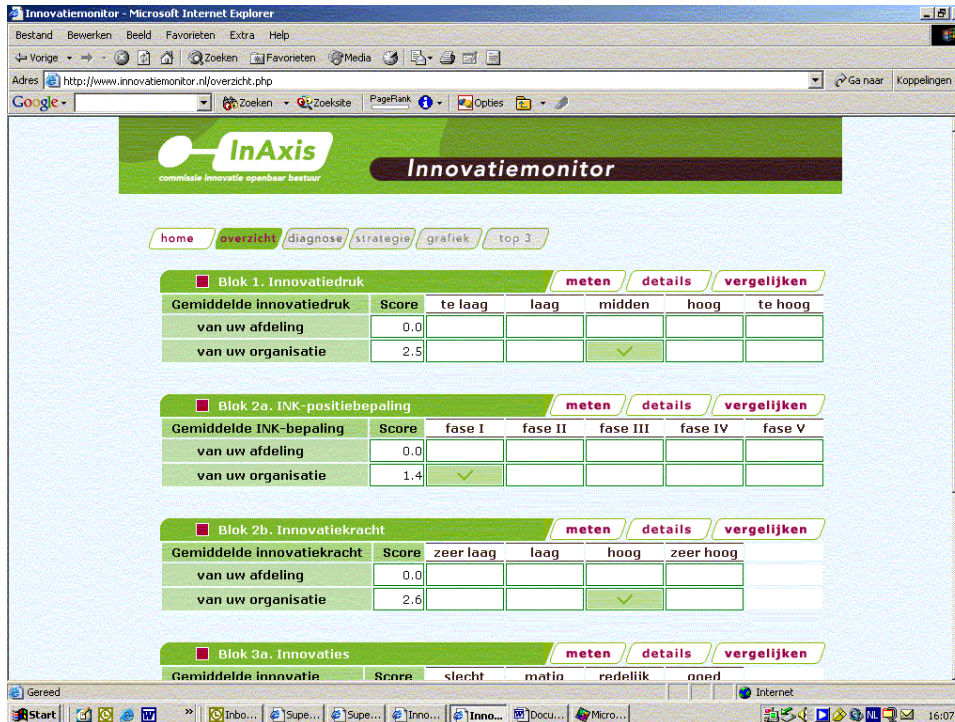 Innovatiemonitor - Microsoft Internet Explorer
Bestand Bewerken Beeld Favorieten Extra Help
Vorige Zoeken Favorieten Media
Adres http://www.innovatiemonitor.nl/overzicht.php Ga naar Koppelingen
Google Zoeken Zoeksite PageRank Opties
InAxis
commissie innovatie openbaar bestuur
Innovatiemonitor
home overzicht diagnose strategie grafiek top 3
Blok 1. Innovatiedruk meten details vergelijken
Gemiddelde innovatiedruk Score te laag laag midden hoog te hoog
van uw afdeling 0.0
van uw organisatie 2.5
Blok 2a. INK-positiebepaling meten details vergelijken
Gemiddelde INK-bepaling Score fase I fase II fase III fase IV fase V
van uw afdeling 0.0
van uw organisatie 1.4
Blok 2b. Innovatiekracht meten details vergelijken
Gemiddelde innovatiekracht Score zeer laag laag hoog zeer hoog
van uw afdeling 0.0
van uw organisatie 2.6
Blok 3a. Innovaties meten details vergelijken
Gemiddelde innovatie Score slecht matig redelijk goed
Gereed Internet
Start » Inbo... Supe... Supe... Inno... Inno... Docu... Micro... NL 16:07